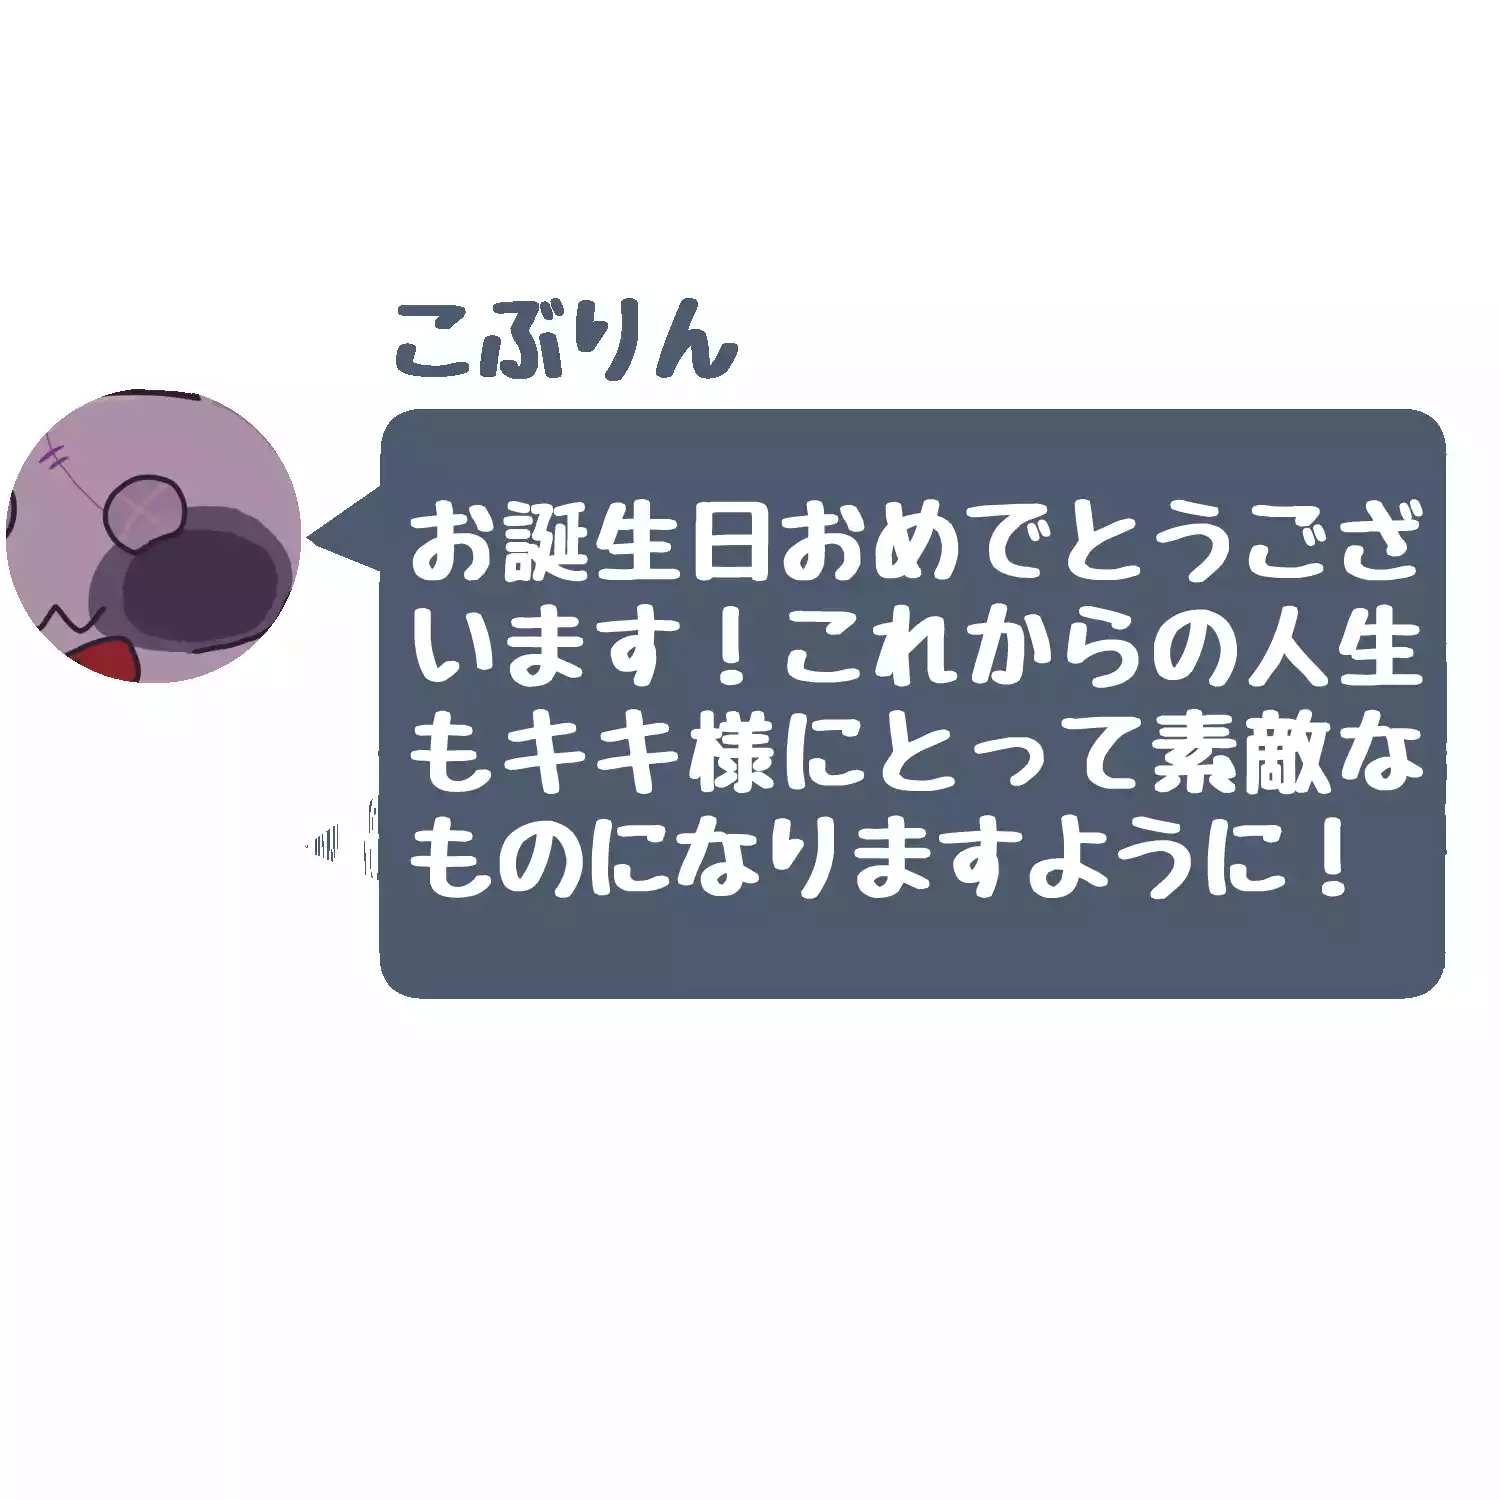 こぶりん
お誕生日おめでとうござ
います！これからの人生
もキキ様にとって素敵な
ものになりますように！